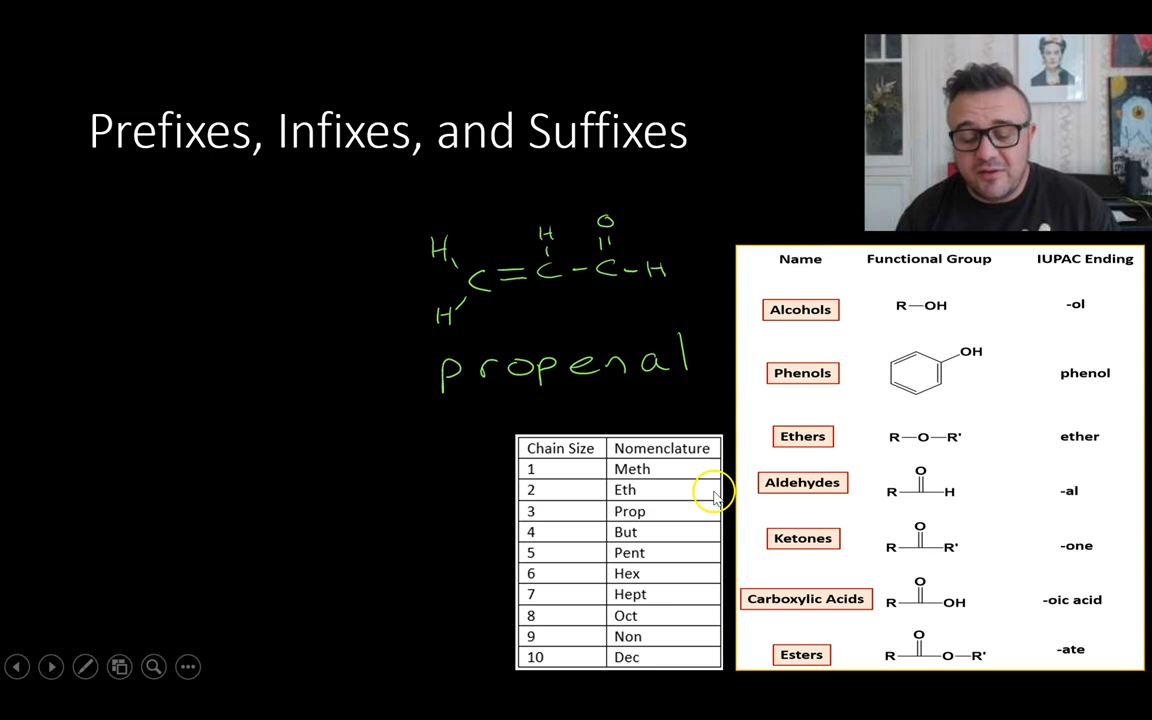 Prefixes, Infixes, and Suffixes
H
H
O
C = C - C - H
H
propenal
Chain Size Nomenclature
1 Meth
2 Eth
3 Prop
4 But
5 Pent
6 Hex
7 Hept
8 Oct
9 Non
10 Dec
Name Functional Group IUPAC Ending
Alcohols R—OH -ol
Phenols OH phenol
Ethers R—O—R' ether
O
Aldehydes R H -al
O
Ketones R R' -one
O
Carboxylic Acids R OH -oic acid
O
Esters R O—R' -ate